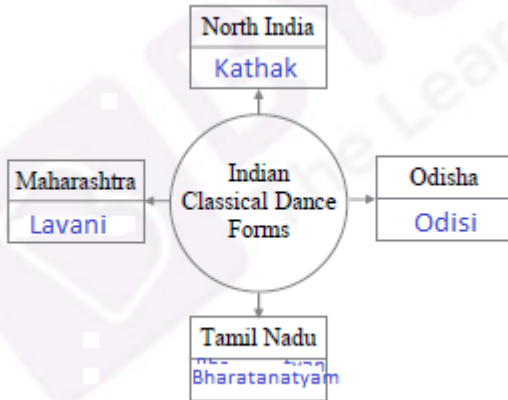 North India
Kathak
Maharashtra
Lavani
Indian
Classical Dance
Forms
Odisha
Odisi
Tamil Nadu
Bharatanatyam